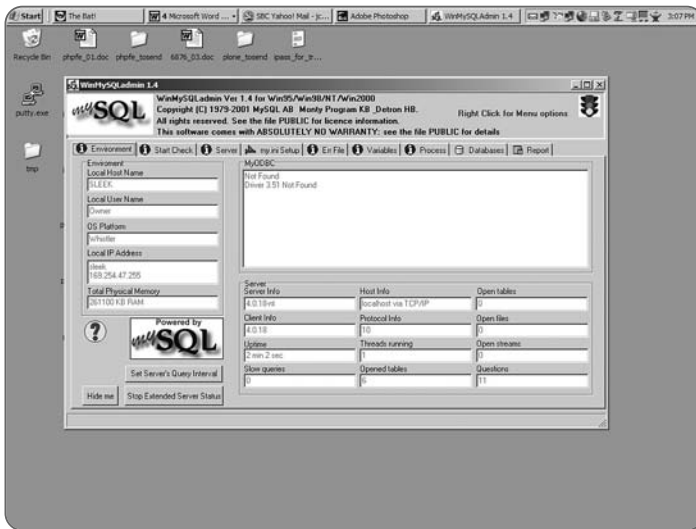 Start The Bat! 4 Microsoft Word ... SBC Yahoo! Mail - jc... Adobe Photoshop WinMySQLAdmin 1.4 3:07 PM
Recycle Bin phpfe_01.doc phpfe_tosend 6876_03.doc plone_tosend ipass_for_tr...
putty.exe
tmp
WinMySQLadmin 1.4
mySQL
WinMySQLadmin Ver 1.4 for Win95/Win98/NT/Win2000
Copyright (C) 1979-2001 MySQL AB Monty Program KB _Detron HB.
All rights reserved. See the file PUBLIC for licence information.
This software comes with ABSOLUTELY NO WARRANTY: see the file PUBLIC for details
Right Click for Menu options
Environment Start Check Server my.ini Setup Err File Variables Process Databases Report
Enviroment
Local Host Name
SLEEK
Local User Name
Owner
OS Platform
Whistler
Local IP Address
sleek
169.254.47.255
Total Physical Memory
261100 KB RAM
MyODBC
Not Found
Driver 3.51 Not Found
Server
Server Info
4.0.18-nt
Host Info
localhost via TCP/IP
Open tables
0
Client Info
4.0.18
Protocol Info
10
Open files
0
Uptime
2 min 2 sec
Threads running
1
Open streams
0
Slow queries
0
Opened tables
6
Questions
11
Powered by
mySQL
Set Server's Query Interval
Hide me
Stop Extended Server Status